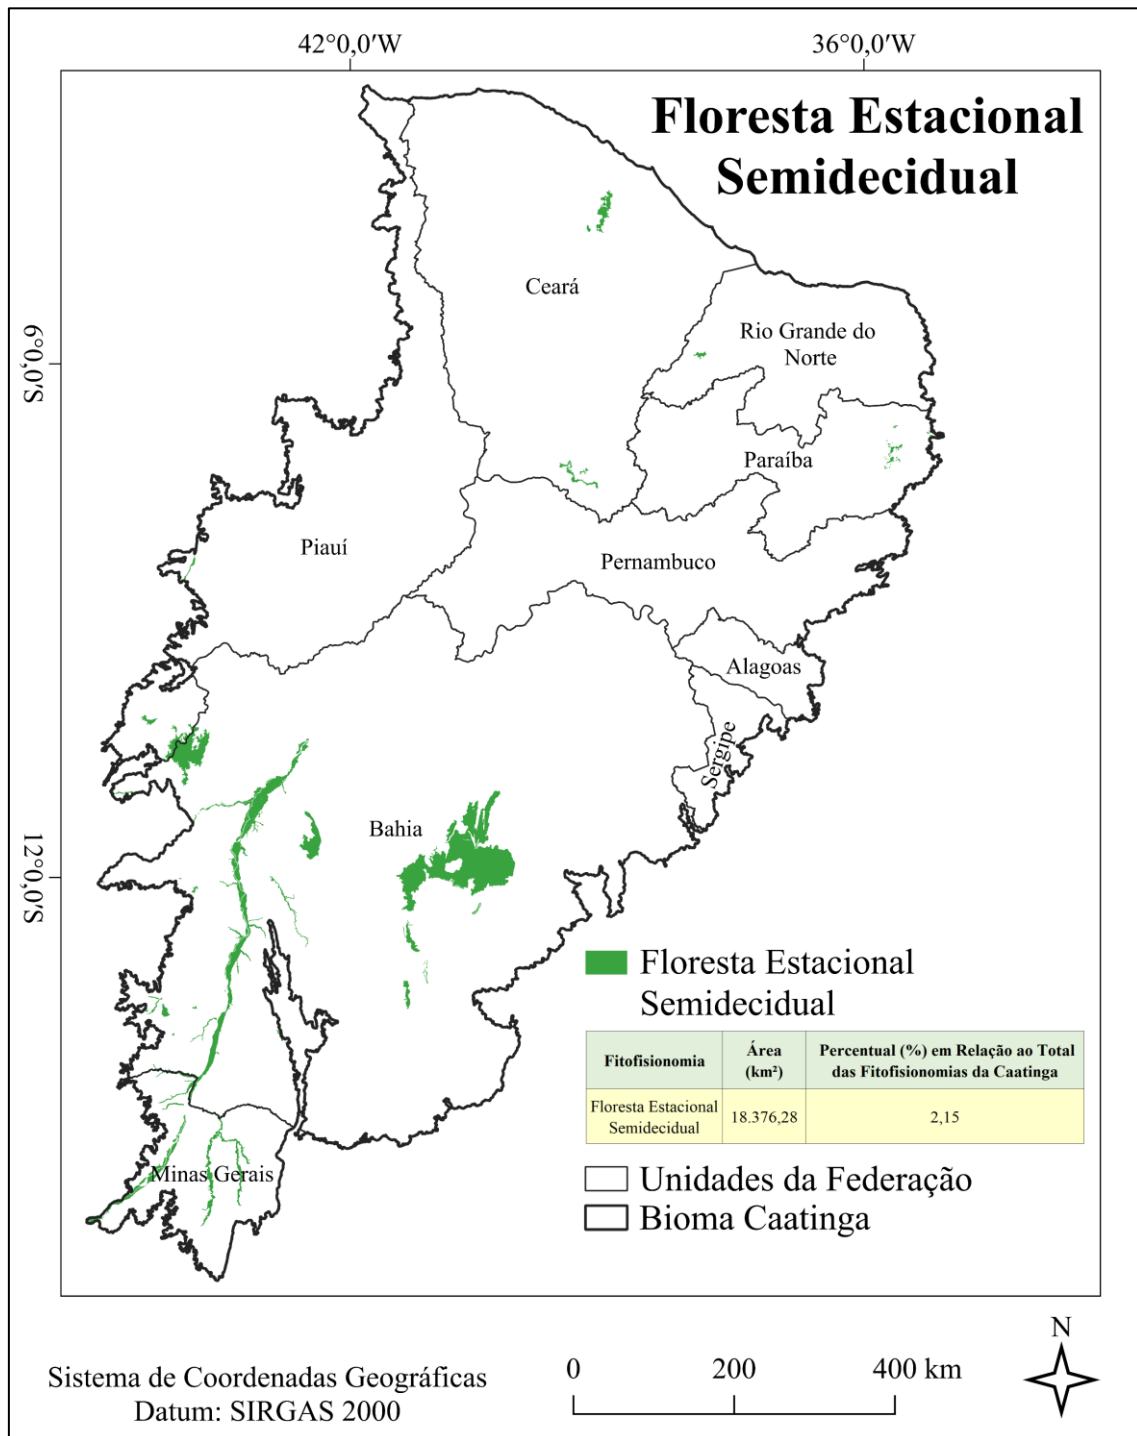 42°0,0'W
36°0,0'W
Floresta Estacional
Semidecidual
6°0,0'S
12°0,0'S
Ceará
Rio Grande do
Norte
Paraíba
Piauí
Pernambuco
Alagoas
Sergipe
Bahia
Minas Gerais
Floresta Estacional
Semidecidual
Fitofisionomia
Área
(km²)
Percentual (%) em Relação ao Total
das Fitofisionomias da Caatinga
Floresta Estacional
Semidecidual
18.376,28
2,15
Unidades da Federação
Bioma Caatinga
Sistema de Coordenadas Geográficas
Datum: SIRGAS 2000
0
200
400 km
N